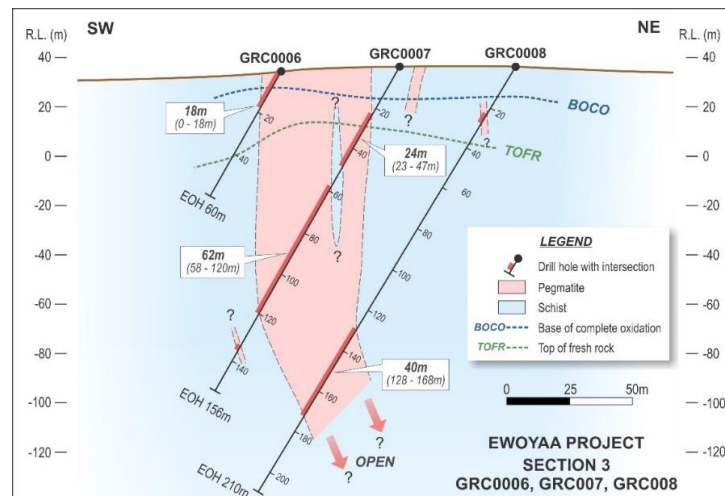 R.L. (m)
SW
NE
R.L. (m)
GRC0006
GRC0007
GRC0008
40
20
0
-20
-40
-60
-80
-100
-120
40
20
0
-20
-40
-60
-80
-100
-120
18m
(0 - 18m)
20
40
EOH 60m
24m
(23 - 47m)
20
40
60
80
100
120
140
EOH 156m
62m
(58 - 120m)
20
40
60
80
100
120
140
160
180
200
EOH 210m
40m
(128 - 168m)
?
?
?
?
?
?
?
?
?
OPEN
BOCO
TOFR
LEGEND
Drill hole with intersection
Pegmatite
Schist
BOCO Base of complete oxidation
TOFR Top of fresh rock
0 25 50m
EWOYAA PROJECT
SECTION 3
GRC0006, GRC007, GRC008